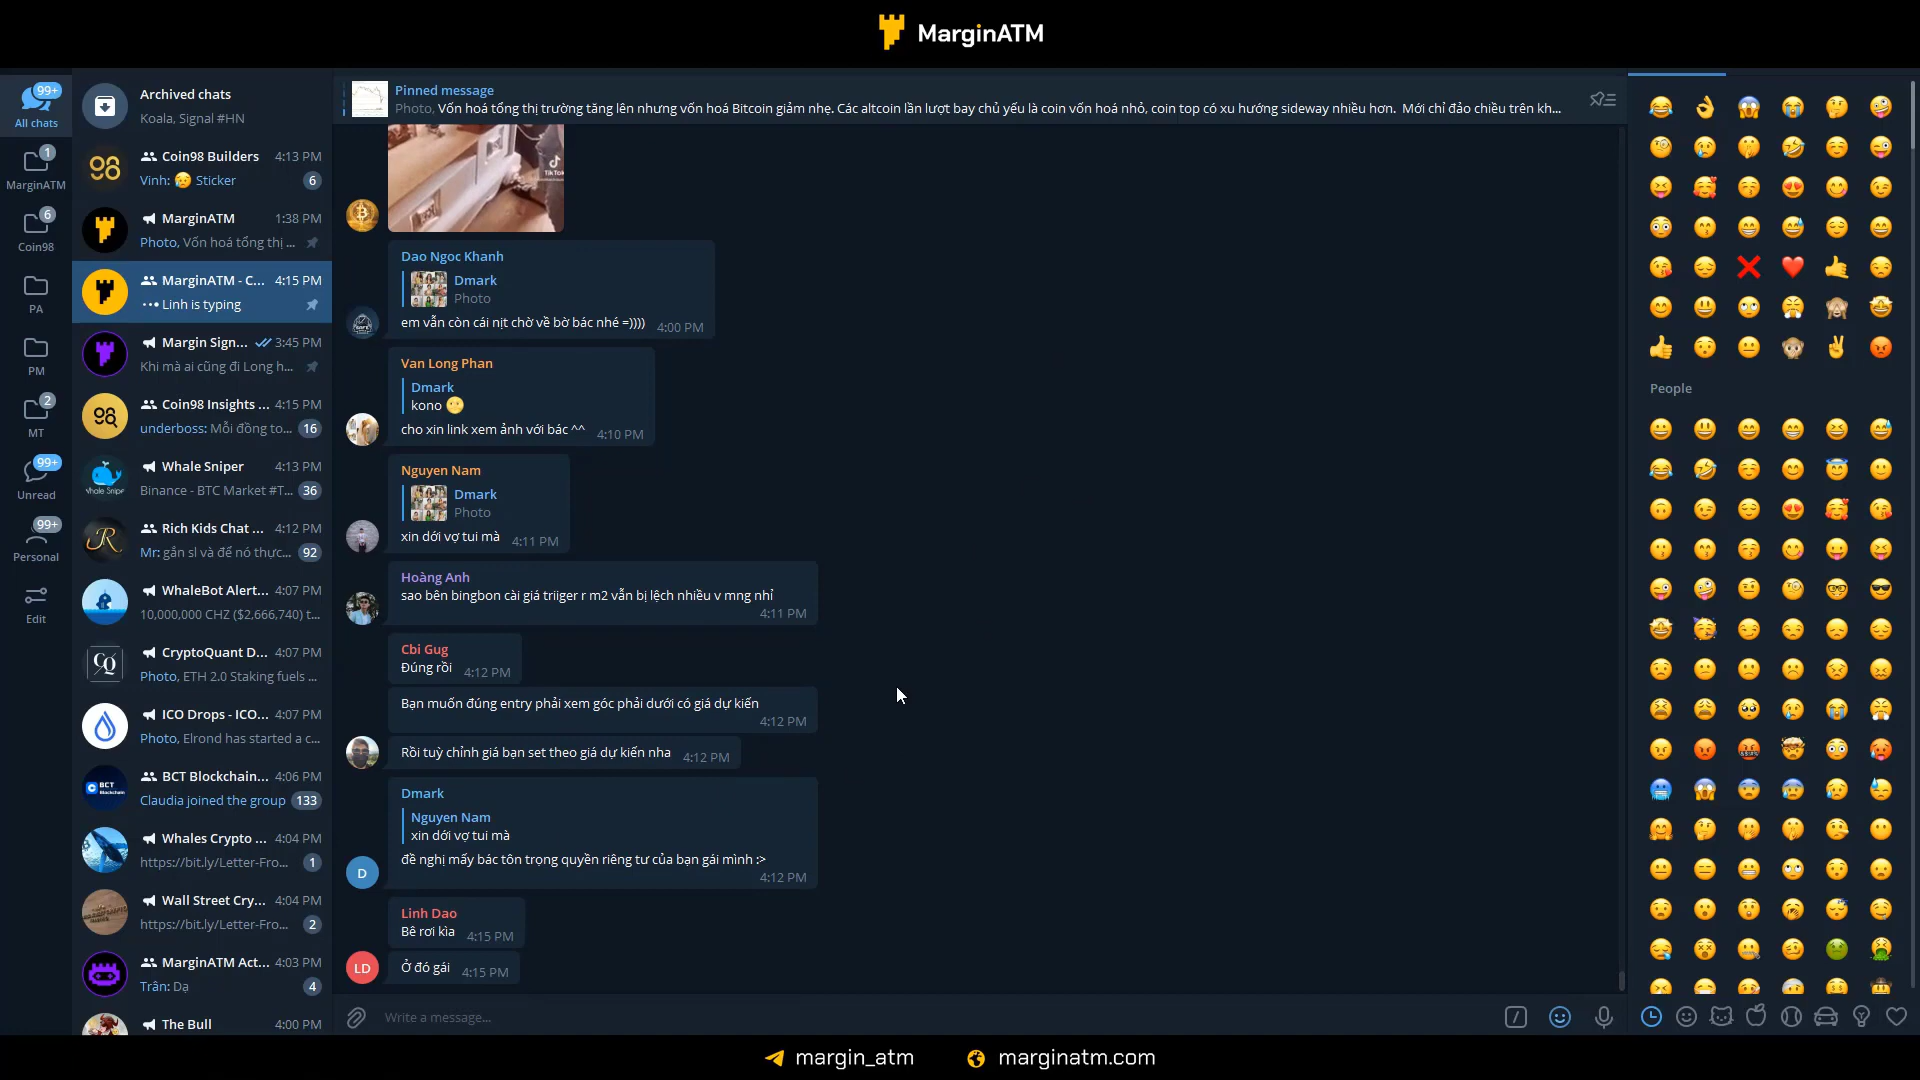 MarginATM
99+
All chats
1
MarginATM
6
Coin98
PA
PM
2
MT
99+
Unread
99+
Personal
Edit
Archived chats
Koala, Signal #HN
Coin98 Builders 4:13 PM
Vinh: 😥 Sticker 6
MarginATM 1:38 PM
Photo, Vốn hoá tổng thị ...
MarginATM - C... 4:15 PM
Linh is typing
Margin Sign... 3:45 PM
Khi mà ai cũng đi Long h...
Coin98 Insights ... 4:15 PM
underboss: Mỗi đồng to... 16
Whale Sniper 4:13 PM
Binance - BTC Market #T... 36
Rich Kids Chat ... 4:12 PM
Mr: gắn sl và để nó thực... 92
WhaleBot Alert... 4:07 PM
10,000,000 CHZ ($2,666,740) t...
CryptoQuant D... 4:07 PM
Photo, ETH 2.0 Staking fuels ...
ICO Drops - ICO... 4:07 PM
Photo, Elrond has started a c...
BCT Blockchain... 4:06 PM
Claudia joined the group 133
Whales Crypto ... 4:04 PM
https://bit.ly/Letter-Fro... 1
Wall Street Cry... 4:04 PM
https://bit.ly/Letter-Fro... 2
MarginATM Act... 4:03 PM
Trân: Dạ 4
The Bull 4:00 PM
Pinned message
Photo, Vốn hoá tổng thị trường tăng lên nhưng vốn hoá Bitcoin giảm nhẹ. Các altcoin lần lượt bay chủ yếu là coin vốn hoá nhỏ, coin top có xu hướng sideway nhiều hơn. Mới chỉ đảo chiều trên kh...
TikTok
Dao Ngoc Khanh
Dmark
Photo
em vẫn còn cái nịt chờ về bờ bác nhé =)))) 4:00 PM
Van Long Phan
Dmark
kono 🌝
cho xin link xem ảnh với bác ^^ 4:10 PM
Nguyen Nam
Dmark
Photo
xin dới vợ tui mà 4:11 PM
Hoàng Anh
sao bên bingbon cài giá triiger r m2 vẫn bị lệch nhiều v mng nhỉ
4:11 PM
Cbi Gug
Đúng rồi 4:12 PM
Bạn muốn đúng entry phải xem góc phải dưới có giá dự kiến
4:12 PM
Rồi tuỳ chỉnh giá bạn set theo giá dự kiến nha 4:12 PM
Dmark
Nguyen Nam
xin dới vợ tui mà
đề nghị mấy bác tôn trọng quyền riêng tư của bạn gái mình :>
4:12 PM
D
Linh Dao
Bê rơi kìa 4:15 PM
LD
Ở đó gái 4:15 PM
Write a message...
People
margin_atm
marginatm.com